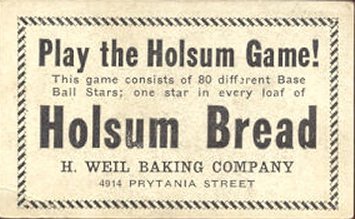 Play the Holsum Game!
This game consists of 80 different Base
Ball Stars; one star in every loaf of
Holsum Bread
H. WEIL BAKING COMPANY
4914 PRYTANIA STREET